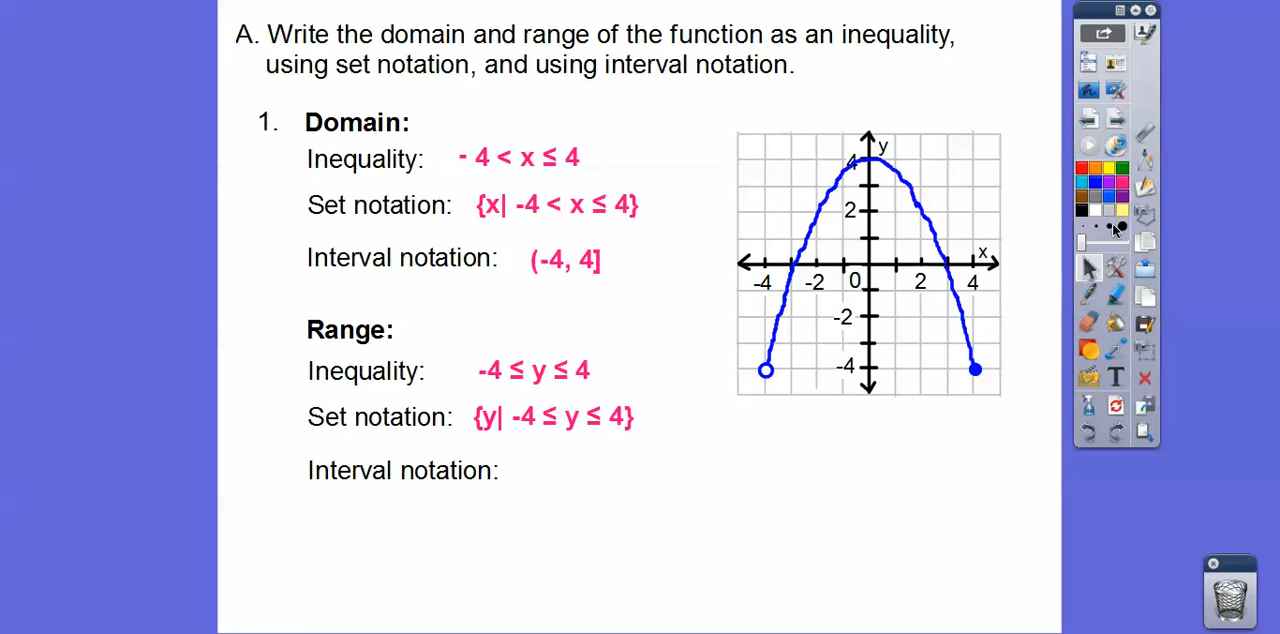 A. Write the domain and range of the function as an inequality,
using set notation, and using interval notation.
1. Domain:
Inequality: - 4 < x ≤ 4
Set notation: {x| -4 < x ≤ 4}
Interval notation: (-4, 4]
Range:
Inequality: -4 ≤ y ≤ 4
Set notation: {y| -4 ≤ y ≤ 4}
Interval notation:
y
4
2
x
-4 -2 0 2 4
-2
-4
T